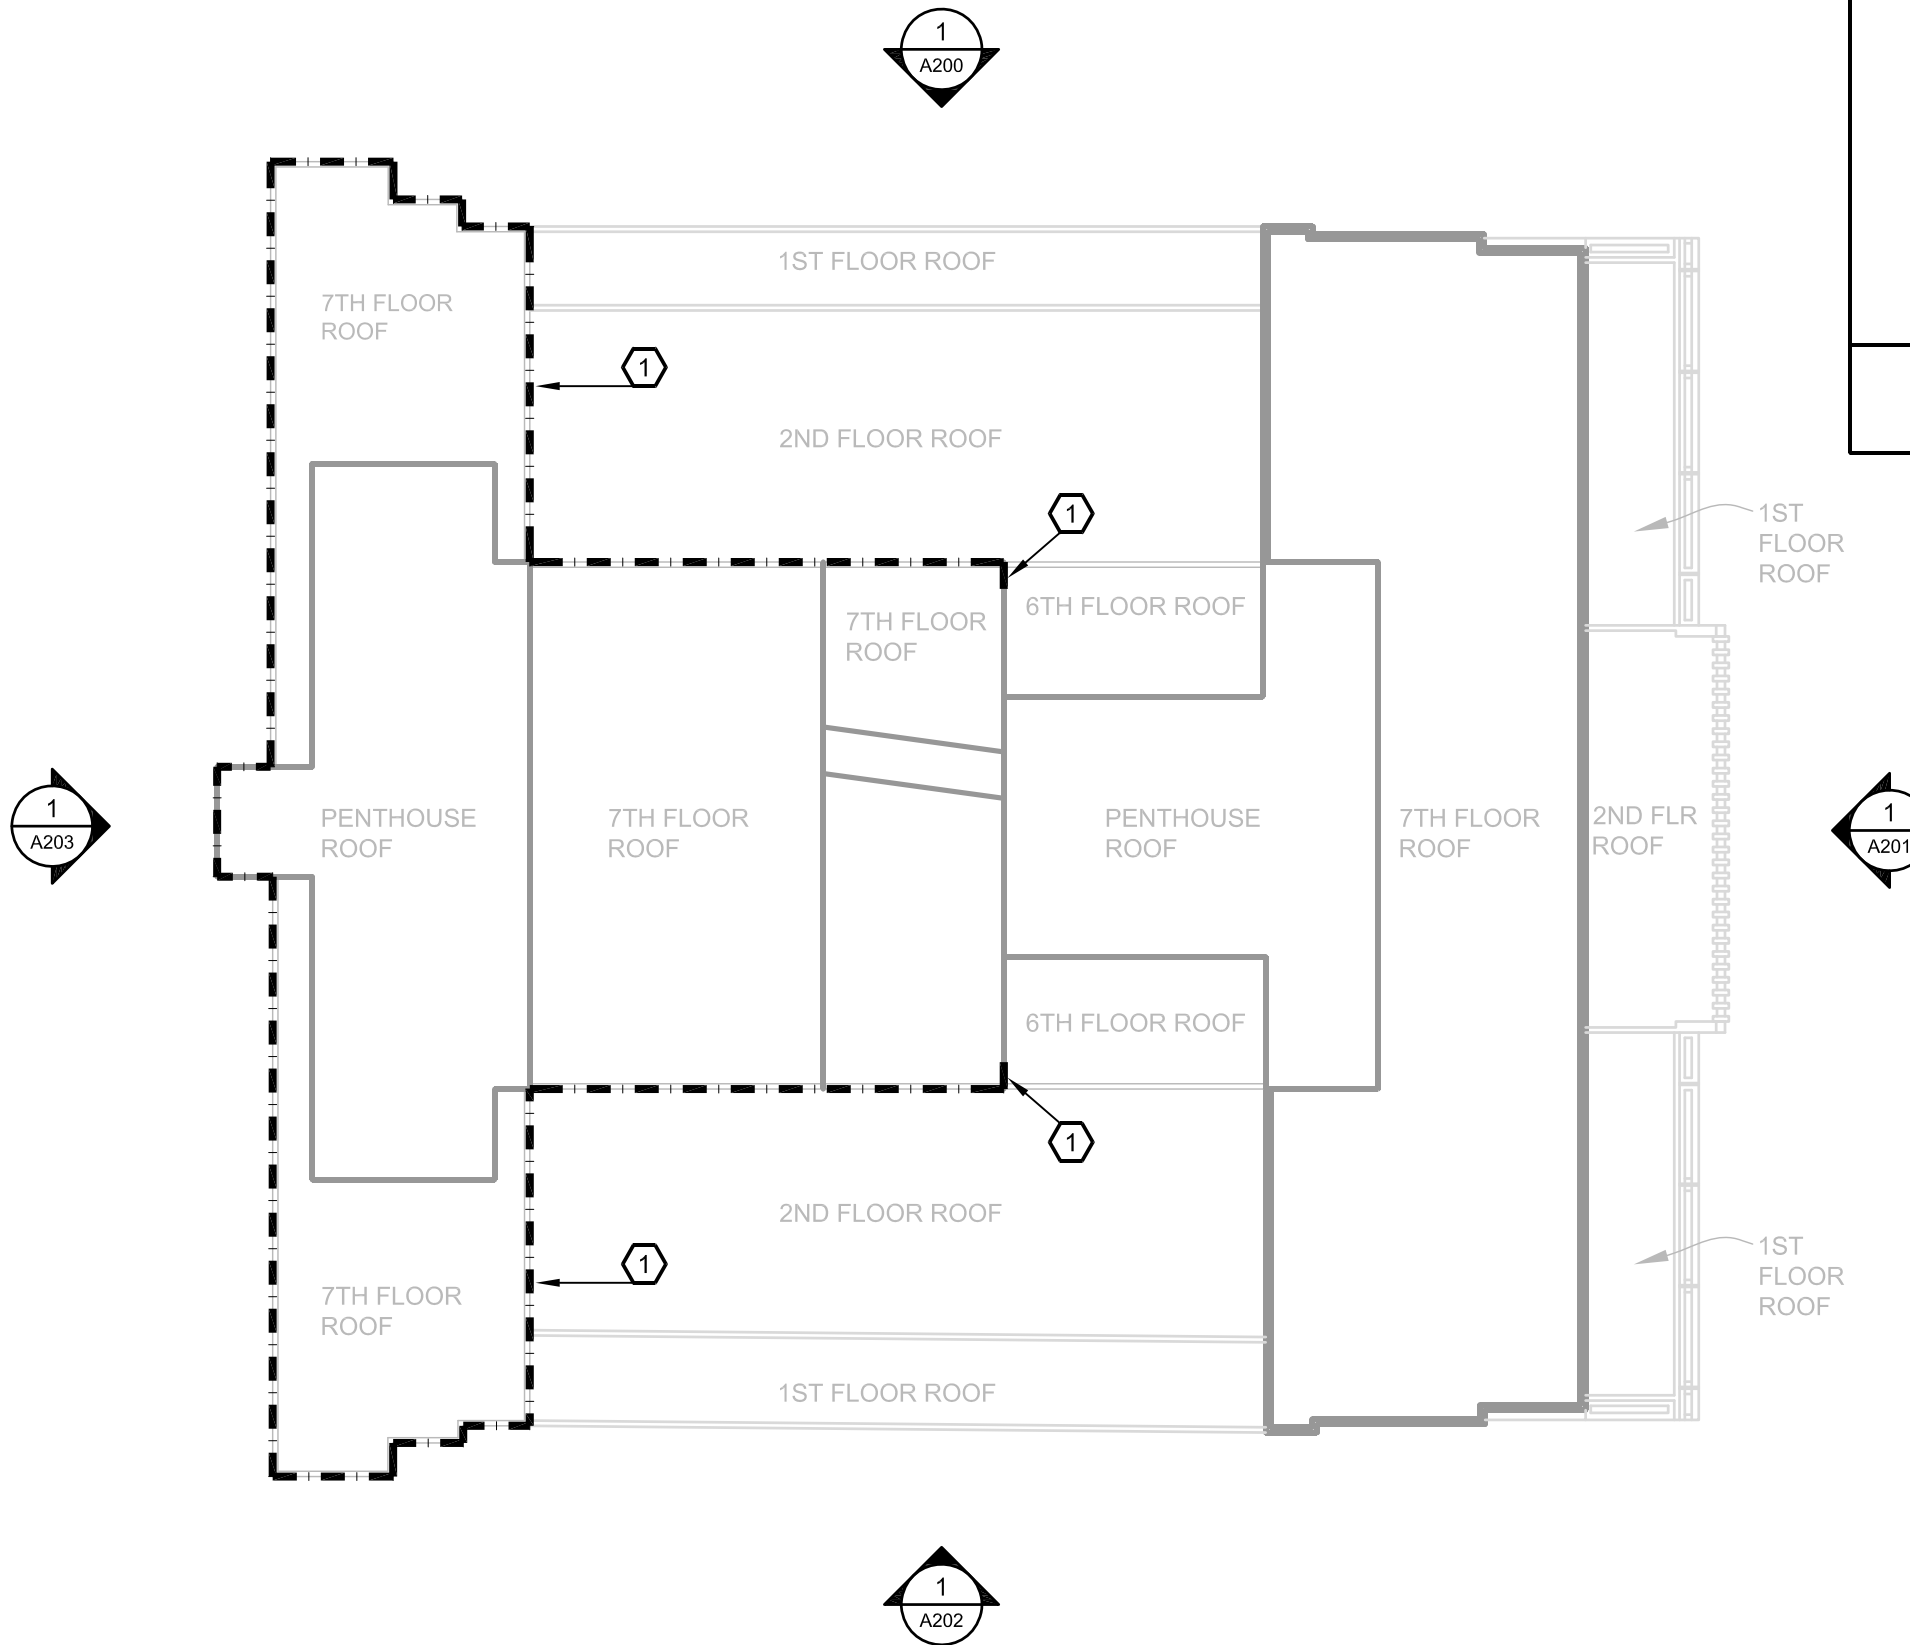 1
A200
1ST FLOOR ROOF
7TH FLOOR
ROOF
1
2ND FLOOR ROOF
1
1ST
FLOOR
ROOF
7TH FLOOR
ROOF
6TH FLOOR ROOF
1
A203
PENTHOUSE
ROOF
7TH FLOOR
ROOF
PENTHOUSE
ROOF
7TH FLOOR
ROOF
2ND FLR
ROOF
1
A201
6TH FLOOR ROOF
1
2ND FLOOR ROOF
1
1ST
FLOOR
ROOF
7TH FLOOR
ROOF
1ST FLOOR ROOF
1
A202